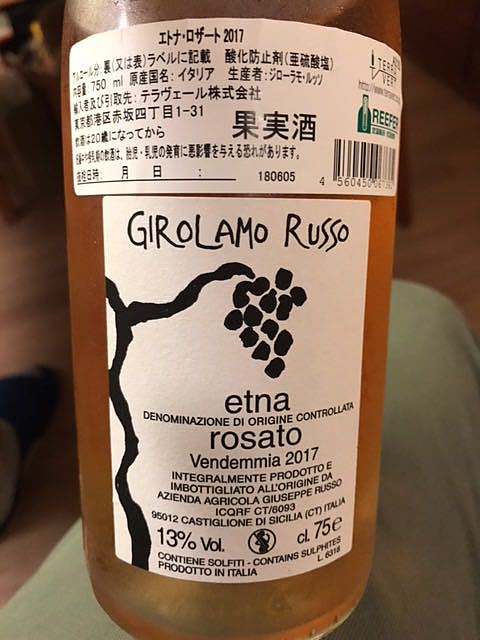 エトナ・ロザート 2017
アルコール分 裏(又は表)ラベルに記載 酸化防止剤(亜硫酸塩)
内容量 750 ml 原産国名: イタリア 生産者: ジローラモ・ルッソ
輸入者及び引取先: テラヴェール株式会社
東京都港区赤坂四丁目1-31
飲酒は20歳になってから 果実酒
妊娠中や授乳期の飲酒は、胎児・乳児の発育に悪影響を与える恐れがあります。
抜栓日時: 月 日 : 180605
REEFER
GIROLAMO RUSSO
etna
DENOMINAZIONE DI ORIGINE CONTROLLATA
rosato
Vendemmia 2017
INTEGRALMENTE PRODOTTO E
IMBOTTIGLIATO ALL'ORIGINE DA
AZIENDA AGRICOLA GIUSEPPE RUSSO
ICQRF CT/6093
95012 CASTIGLIONE DI SICILIA (CT) ITALIA
13% Vol. cl. 75e
CONTIENE SOLFITI - CONTAINS SULPHITES
PRODOTTO IN ITALIA L. 6318